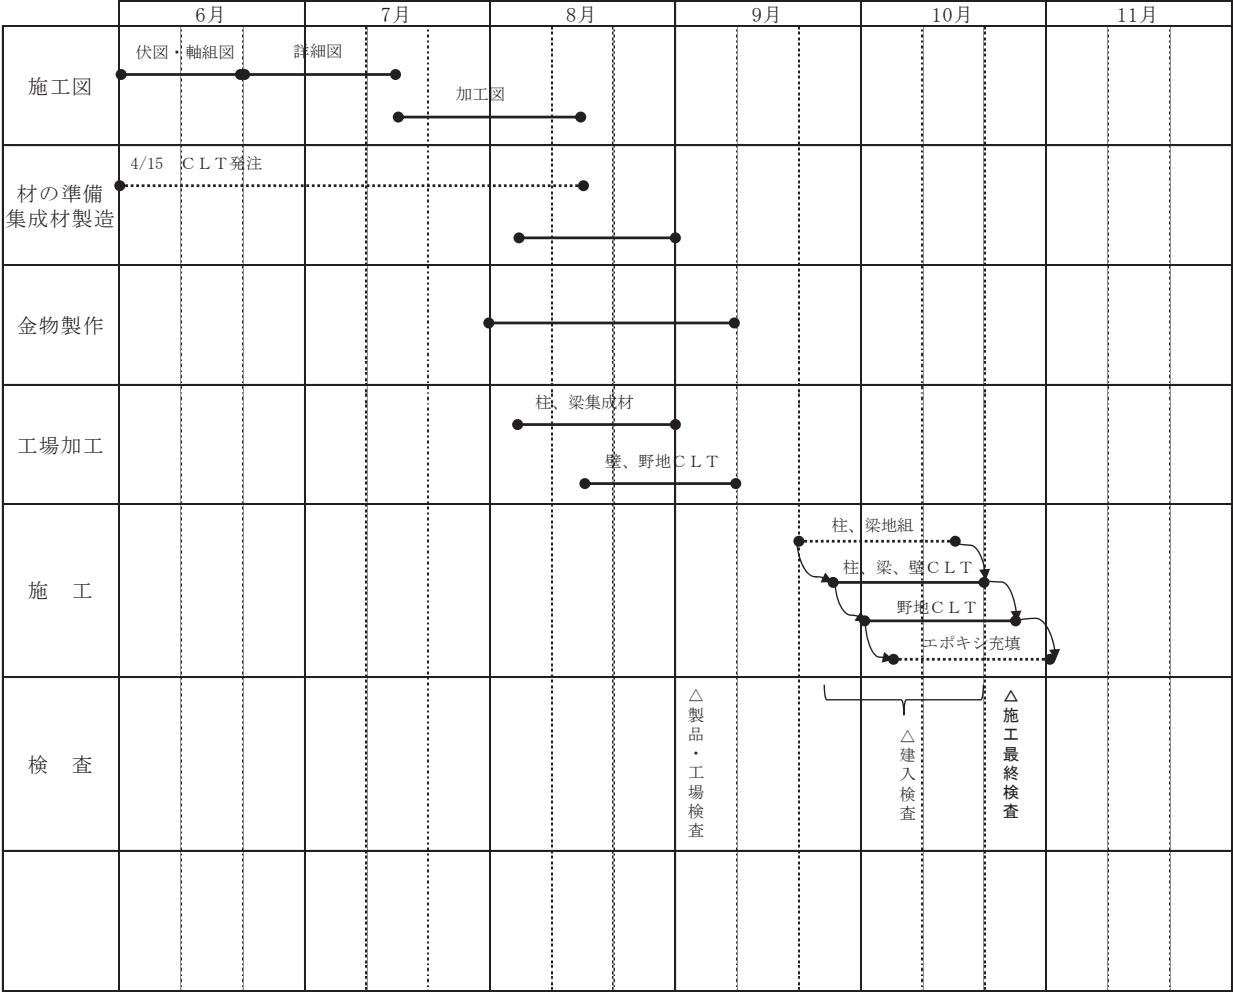 6月 7月 8月 9月 10月 11月
施工図
伏図・軸組図
詳細図
加工図
材の準備
集成材製造
4/15　ＣＬＴ発注
金物製作
工場加工
柱、梁集成材
壁、野地ＣＬＴ
施　工
柱、梁地組
柱、梁、壁ＣＬＴ
野地ＣＬＴ
エポキシ充填
検　査
△製品・工場検査
△建入検査
△施工最終検査